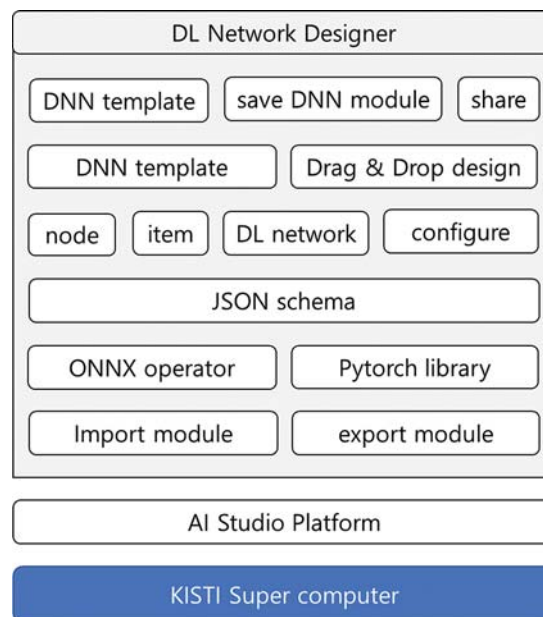 DL Network Designer
DNN template save DNN module share
DNN template Drag & Drop design
node item DL network configure
JSON schema
ONNX operator Pytorch library
Import module export module
AI Studio Platform
KISTI Super computer